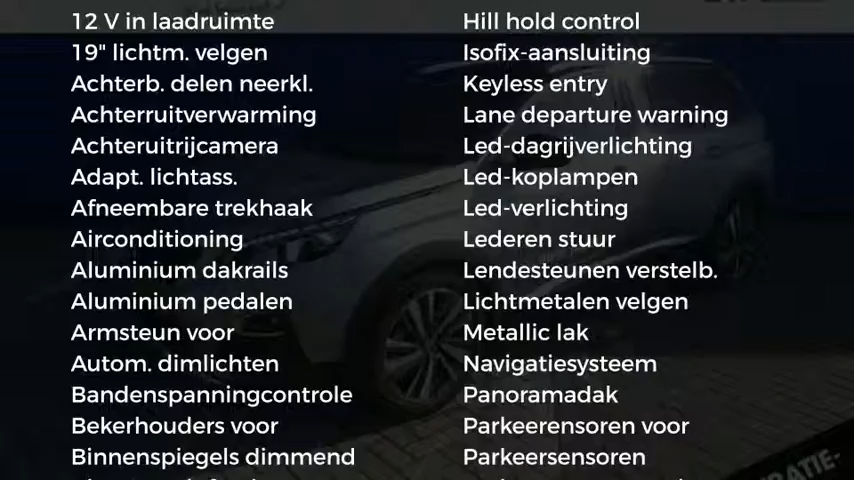 12 V in laadruimte
19" lichtm. velgen
Achterb. delen neerkl.
Achterruitverwarming
Achteruitrijcamera
Adapt. lichtass.
Afneembare trekhaak
Airconditioning
Aluminium dakrails
Aluminium pedalen
Armsteun voor
Autom. dimlichten
Bandenspanningcontrole
Bekerhouders voor
Binnenspiegels dimmend
Hill hold control
Isofix-aansluiting
Keyless entry
Lane departure warning
Led-dagrijverlichting
Led-koplampen
Led-verlichting
Lederen stuur
Lendesteunen verstelb.
Lichtmetalen velgen
Metallic lak
Navigatiesysteem
Panoramadak
Parkeerensoren voor
Parkeersensoren